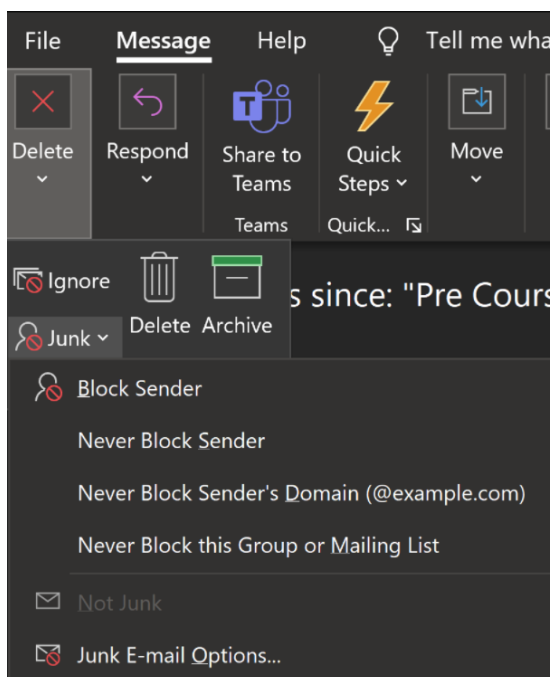 File Message Help Tell me wha
Delete Respond Share to Teams Quick Steps Move
Teams Quick...
Ignore
Junk
Delete Archive
s since: "Pre Cours
Block Sender
Never Block Sender
Never Block Sender's Domain (@example.com)
Never Block this Group or Mailing List
Not Junk
Junk E-mail Options...